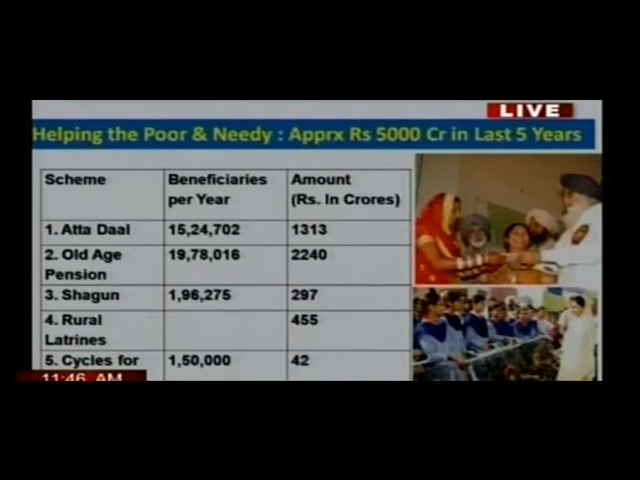 LIVE
Helping the Poor & Needy : Apprx Rs 5000 Cr in Last 5 Years
Scheme Beneficiaries per Year Amount (Rs. In Crores)
1. Atta Daal 15,24,702 1313
2. Old Age Pension 19,78,016 2240
3. Shagun 1,96,275 297
4. Rural Latrines 455
5. Cycles for 1,50,000 42
11:46 AM